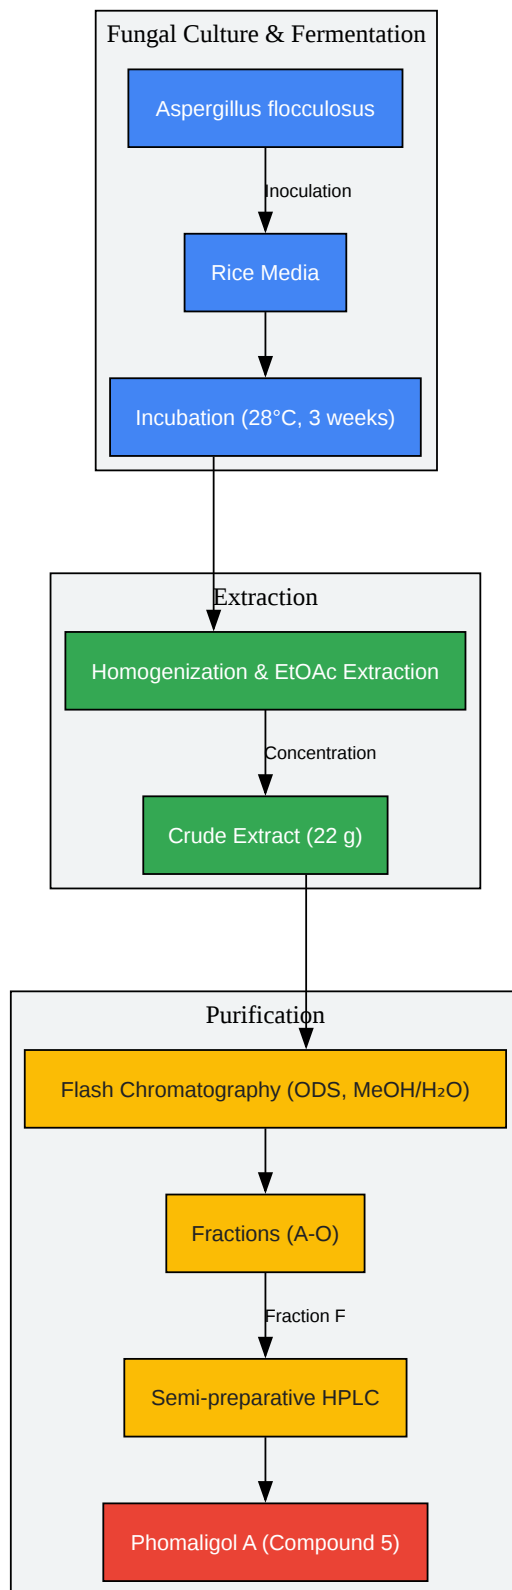 Fungal Culture & Fermentation
Aspergillus flocculosus
Inoculation
Rice Media
Incubation (28°C, 3 weeks)
Extraction
Homogenization & EtOAc Extraction
Concentration
Crude Extract (22 g)
Purification
Flash Chromatography (ODS, MeOH/H₂O)
Fractions (A-O)
Fraction F
Semi-preparative HPLC
Phomaligol A (Compound 5)